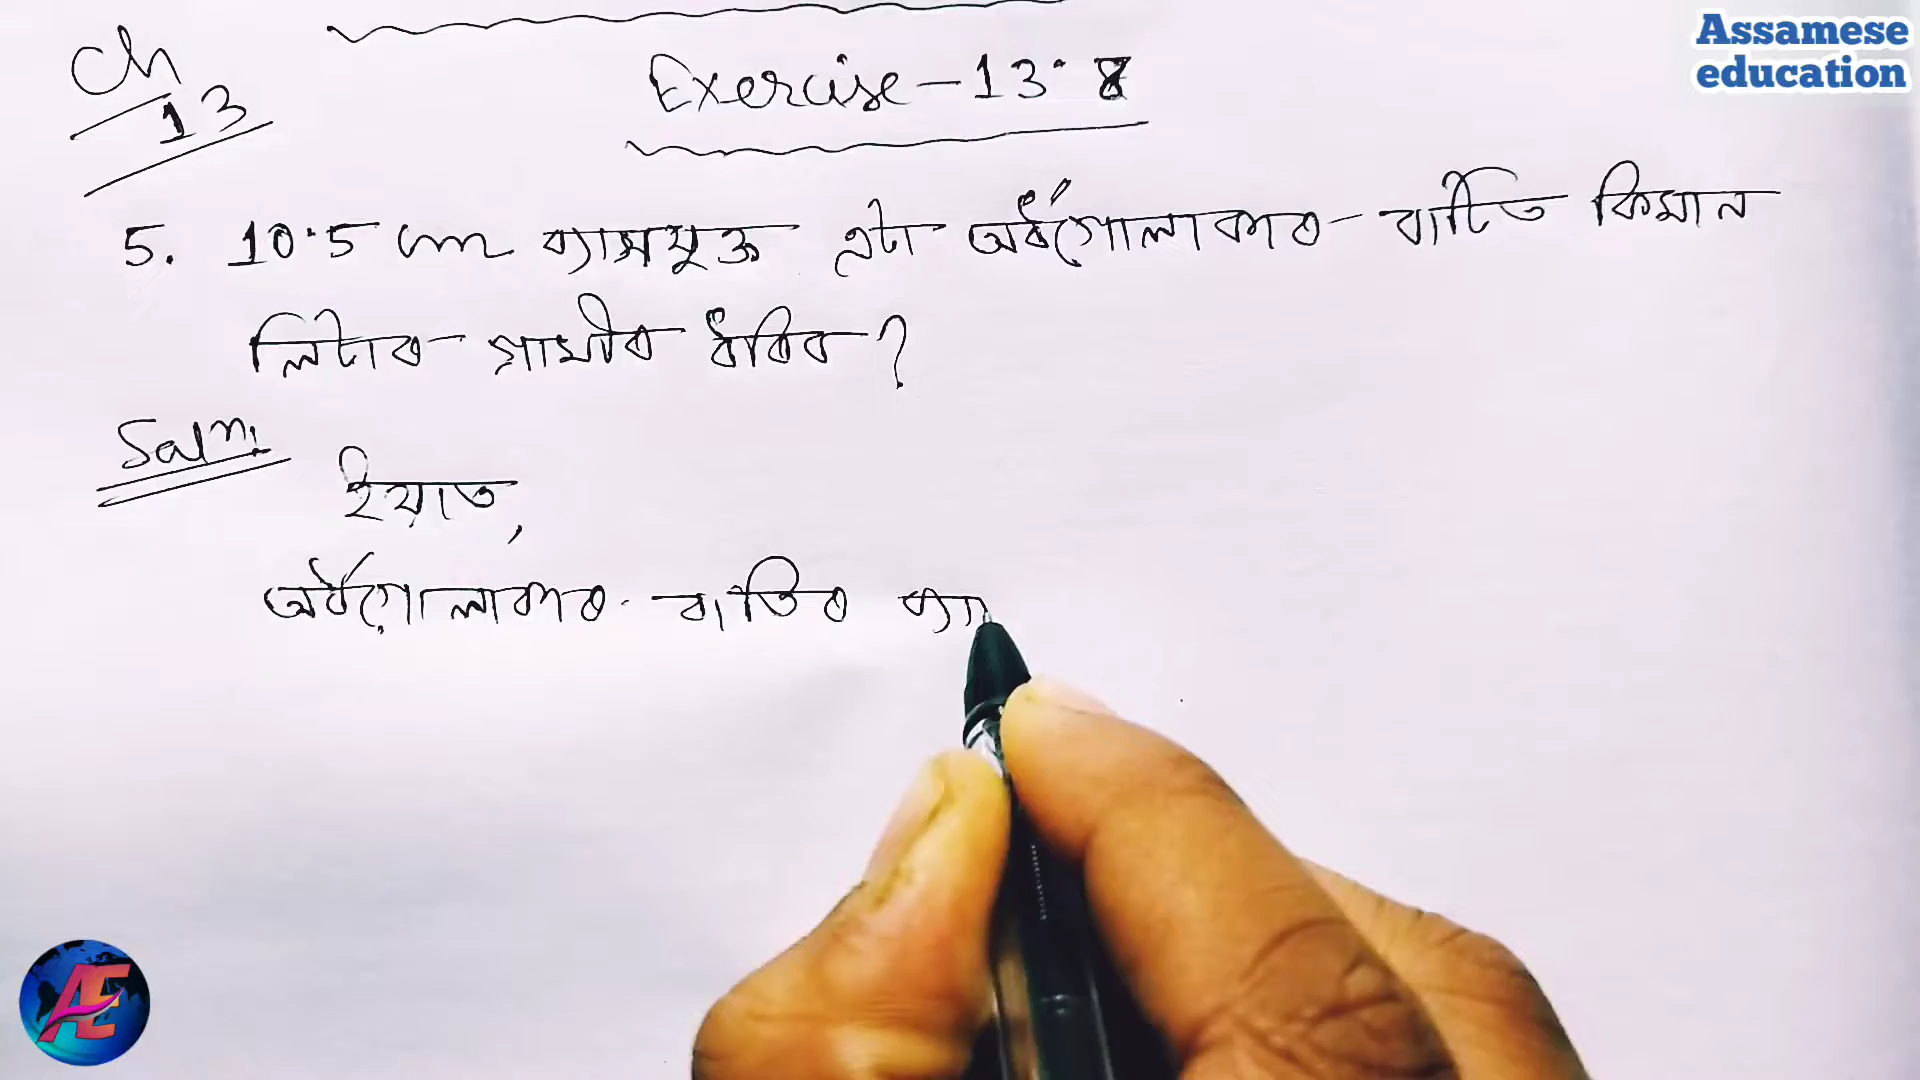 Assamese
education
Ch
13
Exercise - 13.8
5. 10.5 cm ব্যাসযুক্ত এটা অৰ্ধগোলাকাৰ বাটিত কিমান
লিটাৰ গাখীৰ ধৰিব?
Soln:
ইয়াত,
অৰ্ধগোলাকাৰ বাতিৰ ব্যা
AE